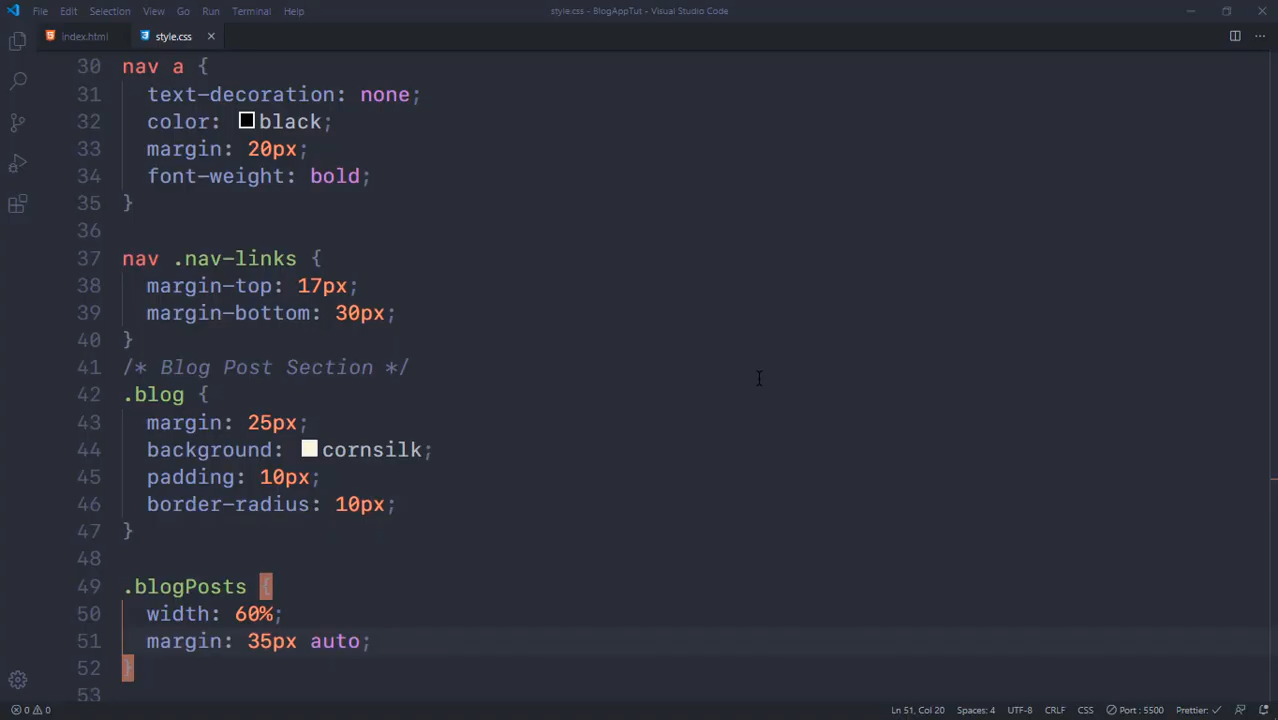 File Edit Selection View Go Run Terminal Help style.css - BlogAppTut - Visual Studio Code
index.html style.css
30 nav a {
31 text-decoration: none;
32 color: black;
33 margin: 20px;
34 font-weight: bold;
35 }
36
37 nav .nav-links {
38 margin-top: 17px;
39 margin-bottom: 30px;
40 }
41 /* Blog Post Section */
42 .blog {
43 margin: 25px;
44 background: cornsilk;
45 padding: 10px;
46 border-radius: 10px;
47 }
48
49 .blogPosts {
50 width: 60%;
51 margin: 35px auto;
52 }
53
0 0 Ln 51, Col 20 Spaces: 4 UTF-8 CRLF CSS Port : 5500 Prettier: